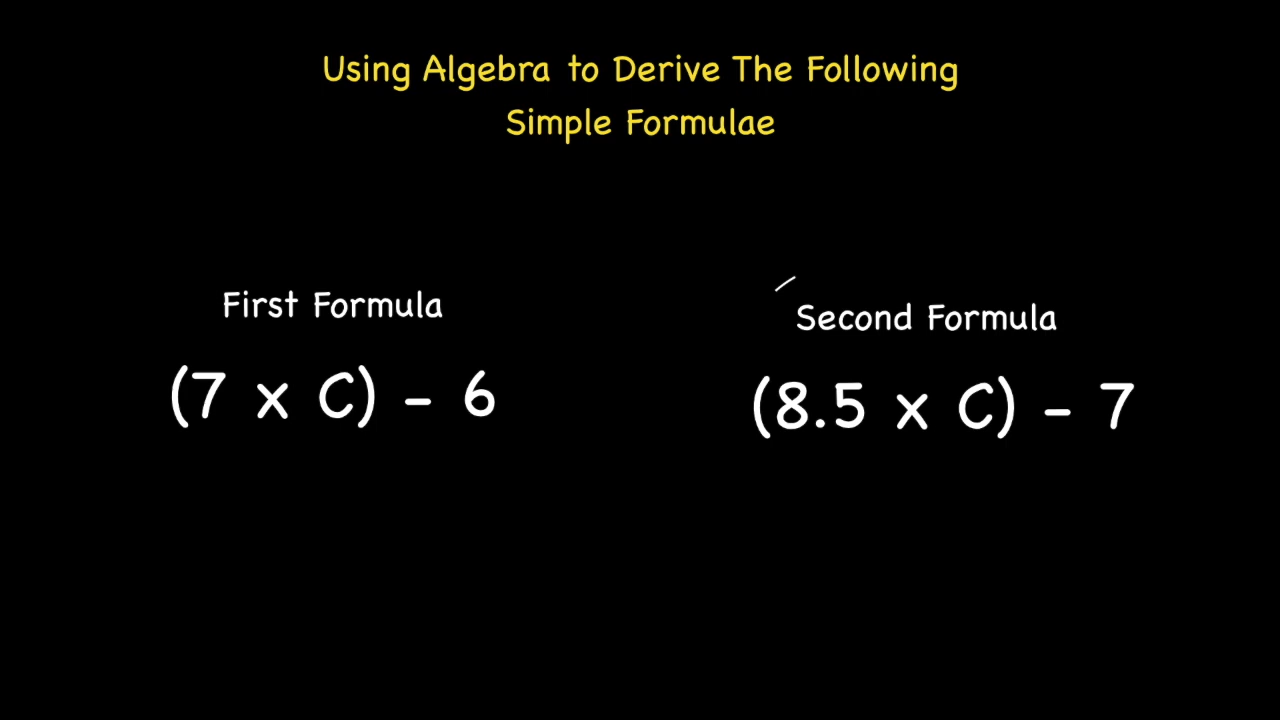 Using Algebra to Derive The Following
Simple Formulae
First Formula
(7 x C) - 6
Second Formula
(8.5 x C) - 7